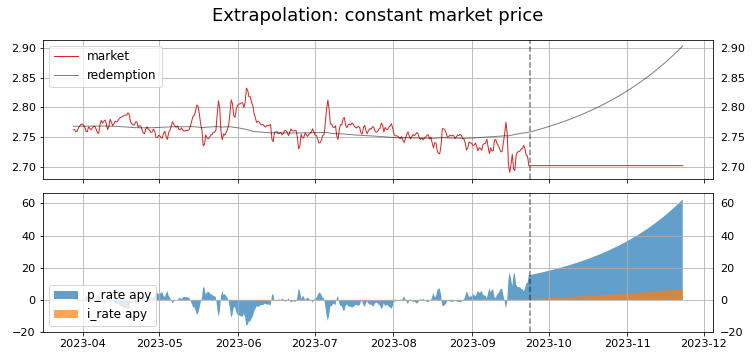 Extrapolation: constant market price
2.90 2.90
market
redemption
2.85 2.85
2.80 2.80
2.75 2.75
2.70 2.70
60 60
40 40
20 20
0 0
p_rate apy
i_rate apy
−20 −20
2023-04 2023-05 2023-06 2023-07 2023-08 2023-09 2023-10 2023-11 2023-12